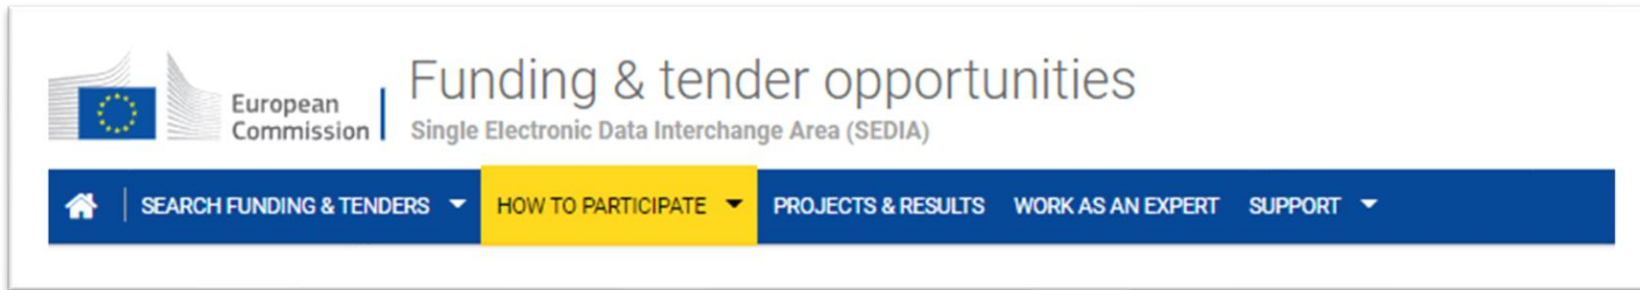 Funding & tender opportunities
European
Commission
Single Electronic Data Interchange Area (SEDIA)
SEARCH FUNDING & TENDERS HOW TO PARTICIPATE PROJECTS & RESULTS WORK AS AN EXPERT SUPPORT